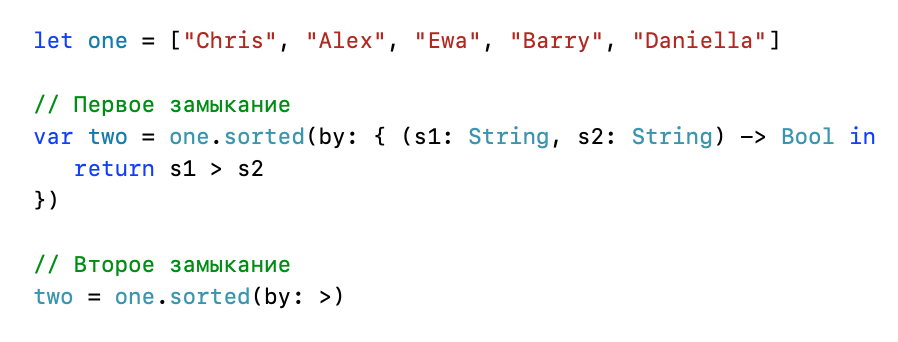 let one = ["Chris", "Alex", "Ewa", "Barry", "Daniella"]
// Первое замыкание
var two = one.sorted(by: { (s1: String, s2: String) -> Bool in
return s1 > s2
})
// Второе замыкание
two = one.sorted(by: >)